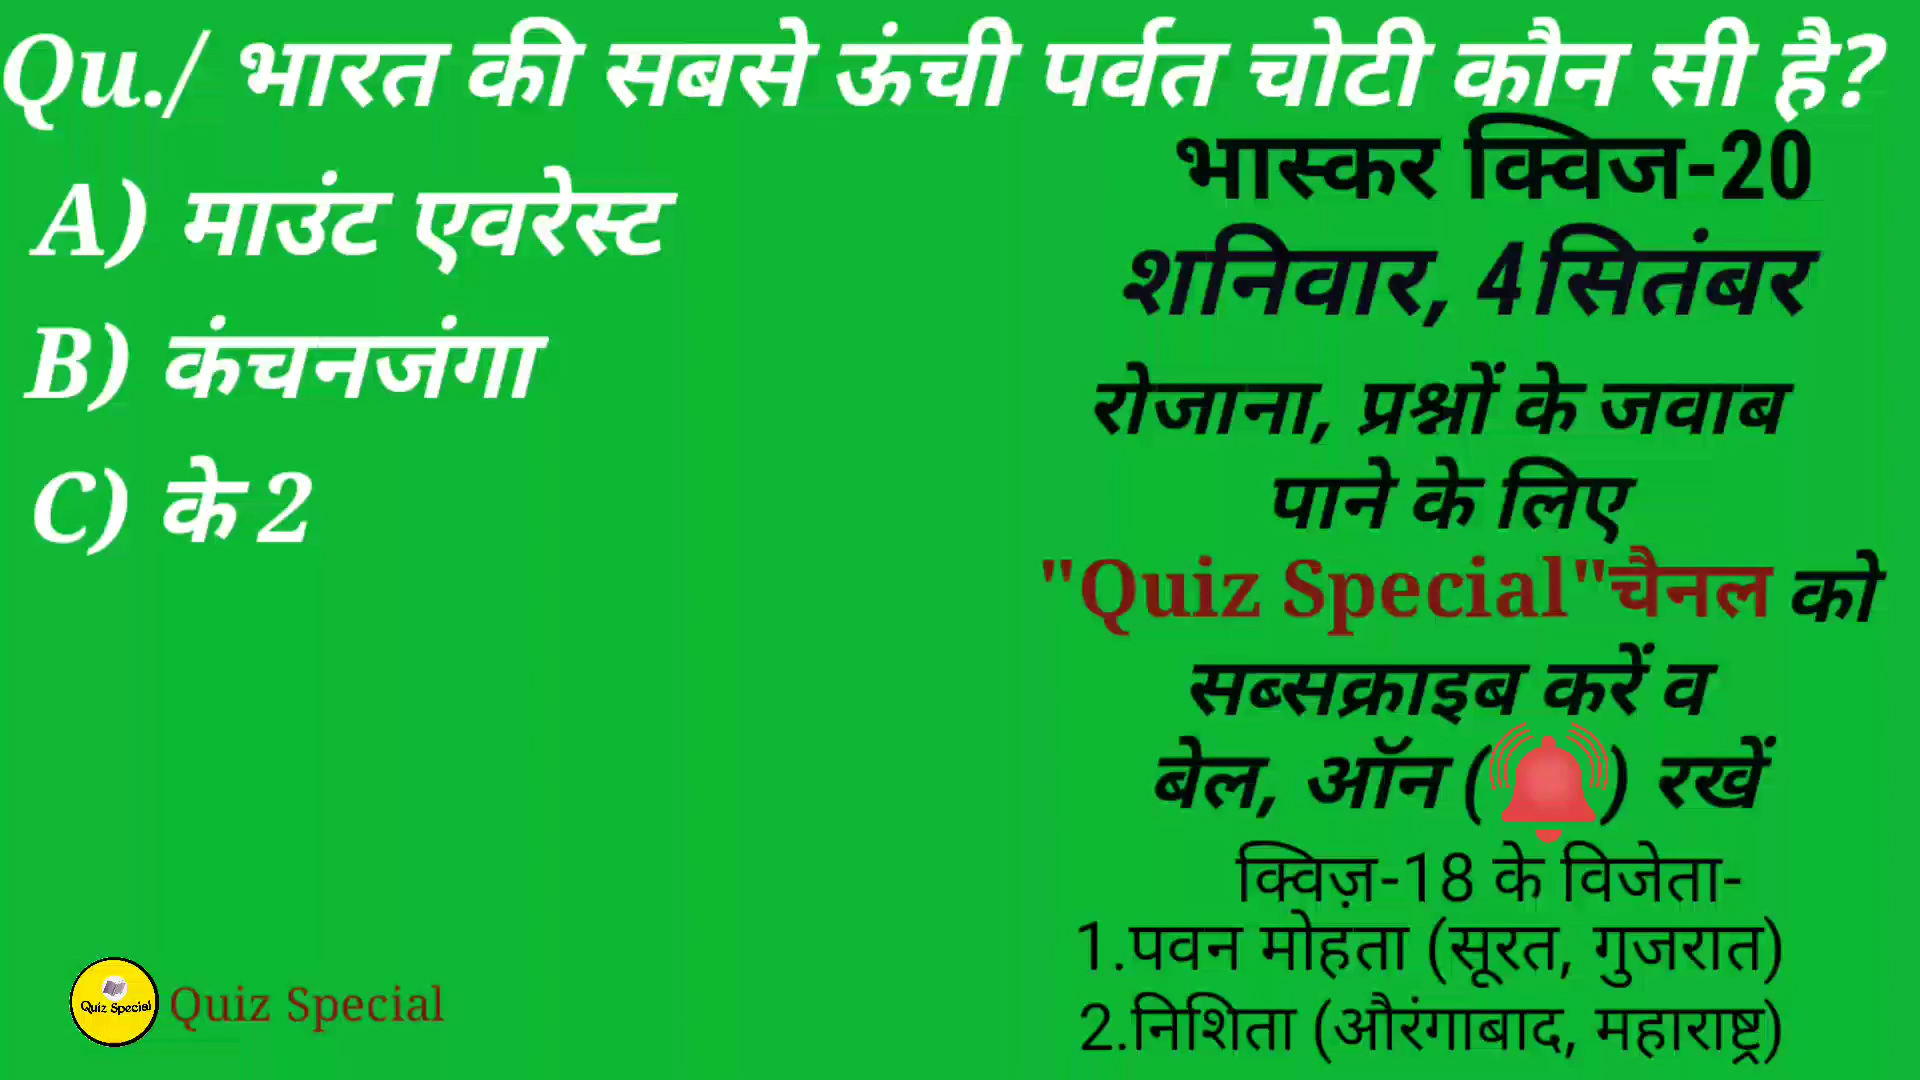 Qu./ भारत की सबसे ऊंची पर्वत चोटी कौन सी है?
A) माउंट एवरेस्ट
B) कंचनजंगा
C) के 2
भास्कर क्विज-20
शनिवार, 4 सितंबर
रोजाना, प्रश्नों के जवाब
पाने के लिए
"Quiz Special"चैनल को
सब्सक्राइब करें व
बेल, ऑन () रखें
क्विज़-18 के विजेता-
1.पवन मोहता (सूरत, गुजरात)
2.निशिता (औरंगाबाद, महाराष्ट्र)
Quiz Special
Quiz Special